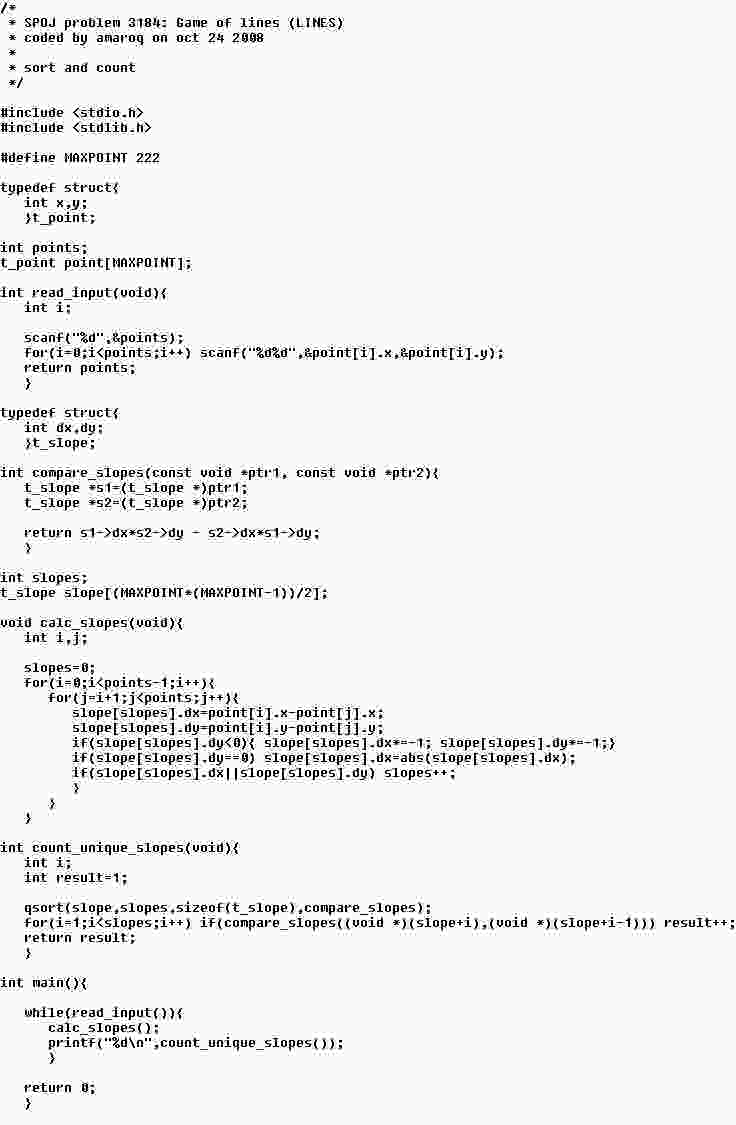 /*
 * SPOJ problem 3184: Game of lines (LINES)
 * coded by amaroq on oct 24 2008
 *
 * sort and count
 */

#include <stdio.h>
#include <stdlib.h>

#define MAXPOINT 222

typedef struct{
   int x,y;
   }t_point;

int points;
t_point point[MAXPOINT];

int read_input(void){
   int i;

   scanf("%d",&points);
   for(i=0;i<points;i++) scanf("%d%d",&point[i].x,&point[i].y);
   return points;
   }

typedef struct{
   int dx,dy;
   }t_slope;

int compare_slopes(const void *ptr1, const void *ptr2){
   t_slope *s1=(t_slope *)ptr1;
   t_slope *s2=(t_slope *)ptr2;

   return s1->dx*s2->dy - s2->dx*s1->dy;
   }

int slopes;
t_slope slope[(MAXPOINT*(MAXPOINT-1))/2];

void calc_slopes(void){
   int i,j;

   slopes=0;
   for(i=0;i<points-1;i++){
      for(j=i+1;j<points;j++){
         slope[slopes].dx=point[i].x-point[j].x;
         slope[slopes].dy=point[i].y-point[j].y;
         if(slope[slopes].dy<0){ slope[slopes].dx*=-1; slope[slopes].dy*=-1;}
         if(slope[slopes].dy==0) slope[slopes].dx=abs(slope[slopes].dx);
         if(slope[slopes].dx||slope[slopes].dy) slopes++;
         }
      }
   }

int count_unique_slopes(void){
   int i;
   int result=1;

   qsort(slope,slopes,sizeof(t_slope),compare_slopes);
   for(i=1;i<slopes;i++) if(compare_slopes((void *)(slope+i),(void *)(slope+i-1))) result++;
   return result;
   }

int main(){

   while(read_input()){
      calc_slopes();
      printf("%d\n",count_unique_slopes());
      }

   return 0;
   }